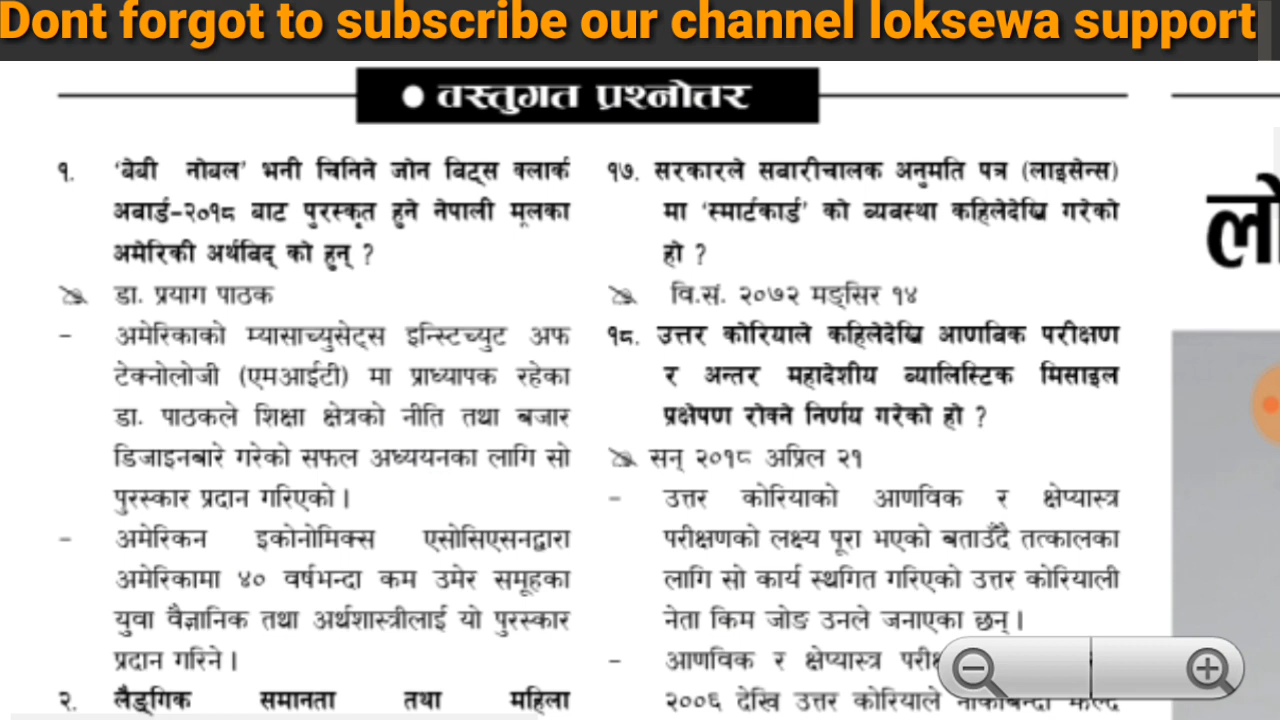 Dont forgot to subscribe our channel loksewa support
● वस्तुगत प्रश्नोत्तर
१. ‘बेबी नोबल’ भनी चिनिने जोन बिट्स क्लार्क
अवार्ड–२०१८ बाट पुरस्कृत हुने नेपाली मूलका
अमेरिकी अर्थबिद् को हुन् ?
डा. प्रयाग पाठक
– अमेरिकाको म्यासाच्युसेट्स इन्स्टिच्युट अफ
टेक्नोलोजी (एमआईटी) मा प्राध्यापक रहेका
डा. पाठकले शिक्षा क्षेत्रको नीति तथा बजार
डिजाइनबारे गरेको सफल अध्ययनका लागि सो
पुरस्कार प्रदान गरिएको ।
– अमेरिकन इकोनोमिक्स एसोसिएसनद्वारा
अमेरिकामा ४० वर्षभन्दा कम उमेर समूहका
युवा वैज्ञानिक तथा अर्थशास्त्रीलाई यो पुरस्कार
प्रदान गरिने ।
२. लैङ्गिक समानता तथा महिला
१७. सरकारले सवारीचालक अनुमति पत्र (लाइसेन्स)
मा ‘स्मार्टकार्ड’ को व्यवस्था कहिलेदेखि गरेको
हो ?
वि.सं. २०७२ मङ्सिर १४
१८. उत्तर कोरियाले कहिलेदेखि आणबिक परीक्षण
र अन्तर महादेशीय ब्यालिस्टिक मिसाइल
प्रक्षेपण रोक्ने निर्णय गरेको हो ?
सन् २०१८ अप्रिल २१
– उत्तर कोरियाको आणविक र क्षेप्यास्त्र
परीक्षणको लक्ष्य पूरा भएको बताउँदै तत्कालका
लागि सो कार्य स्थगित गरिएको उत्तर कोरियाली
नेता किम जोङ उनले जनाएका छन् ।
– आणविक र क्षेप्यास्त्र
२००६ देखि उत्तर कोरियाले
लो